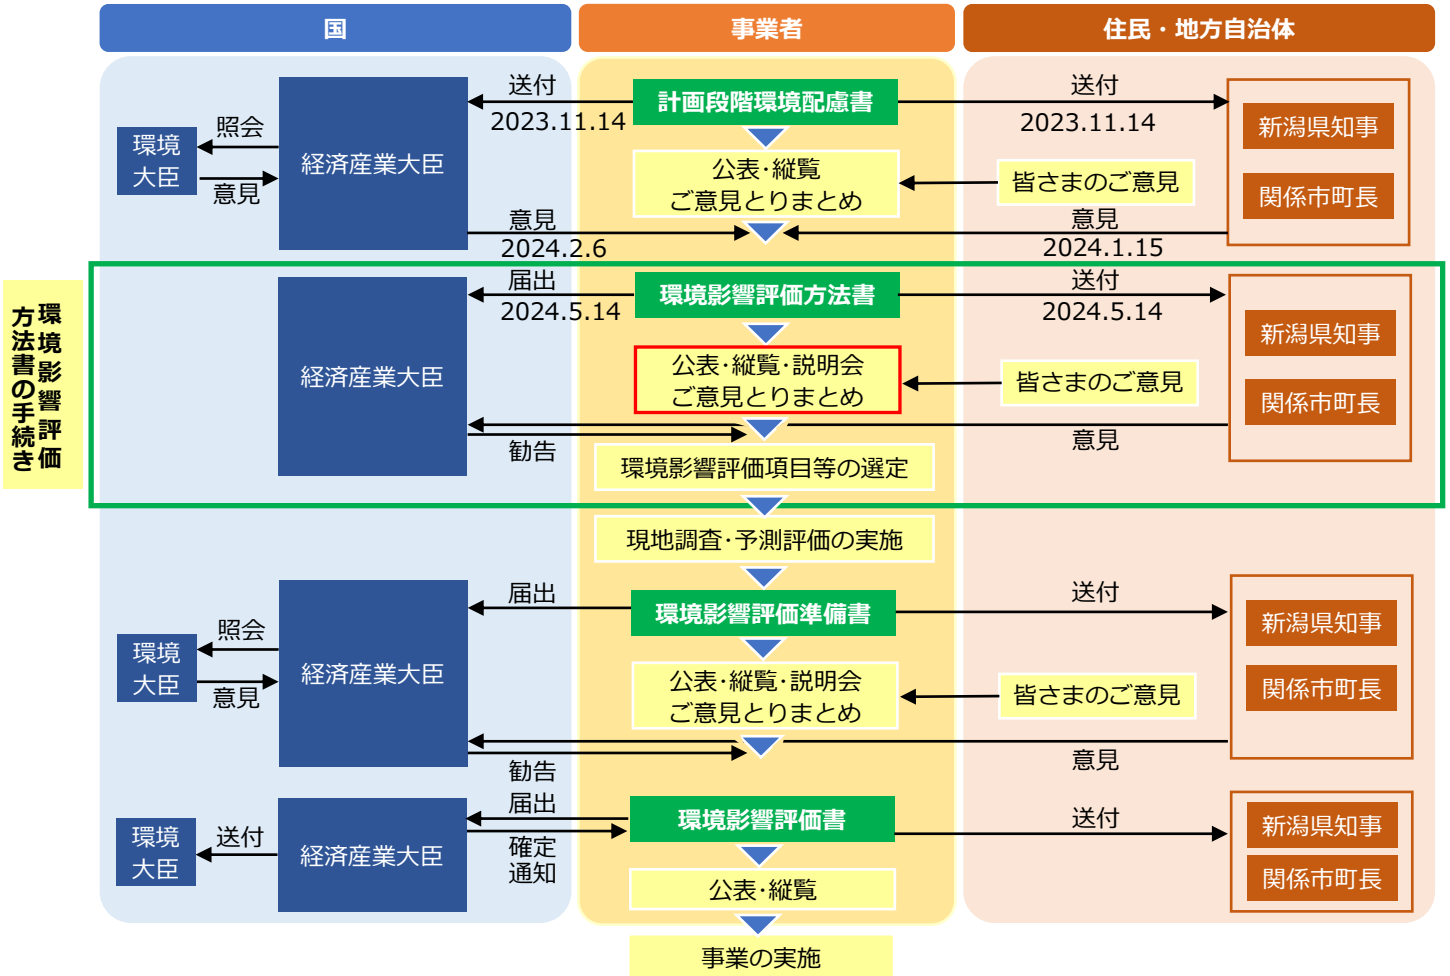 国
事業者
住民・地方自治体
送付
2023.11.14
計画段階環境配慮書
送付
2023.11.14
環境
大臣
照会
意見
経済産業大臣
公表・縦覧
ご意見とりまとめ
皆さまのご意見
新潟県知事
関係市町長
意見
2024.2.6
意見
2024.1.15
環境影響評価
方法書の手続き
届出
2024.5.14
環境影響評価方法書
送付
2024.5.14
経済産業大臣
公表・縦覧・説明会
ご意見とりまとめ
皆さまのご意見
新潟県知事
関係市町長
勧告
意見
環境影響評価項目等の選定
現地調査・予測評価の実施
届出
環境影響評価準備書
送付
環境
大臣
照会
意見
経済産業大臣
公表・縦覧・説明会
ご意見とりまとめ
皆さまのご意見
新潟県知事
関係市町長
勧告
意見
届出
確定
通知
環境影響評価書
送付
環境
大臣
送付
経済産業大臣
新潟県知事
関係市町長
公表・縦覧
事業の実施